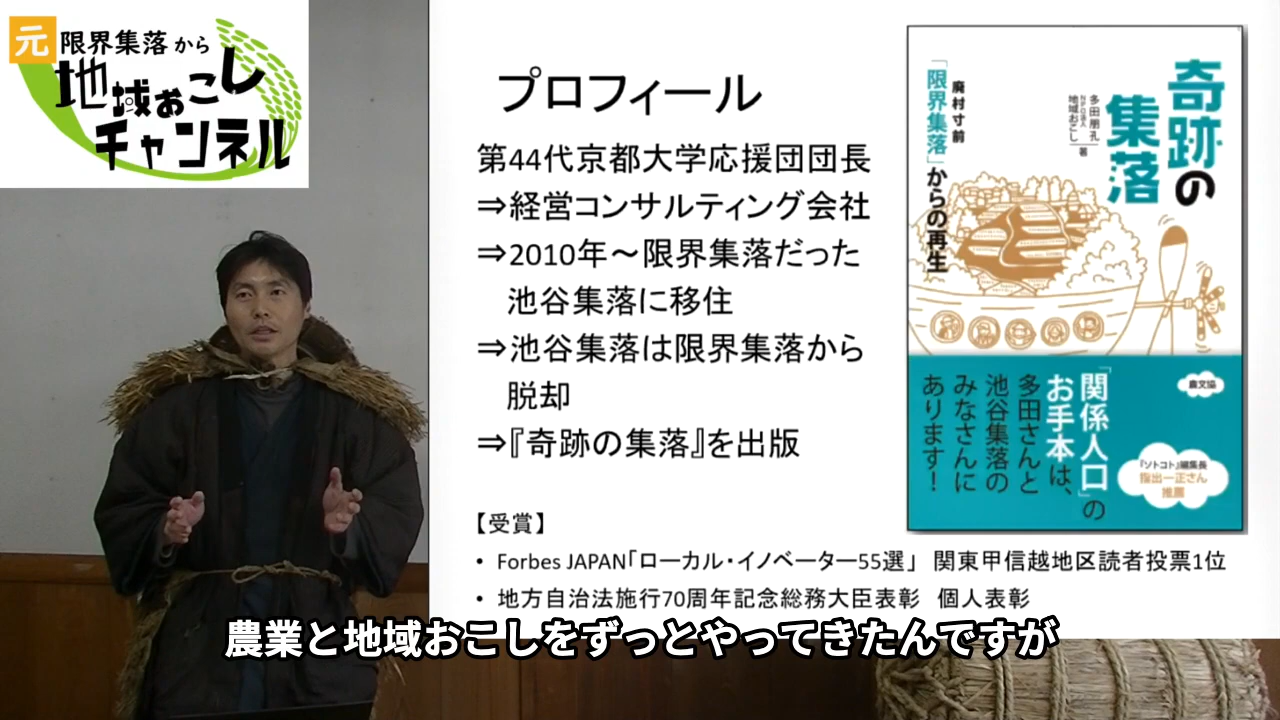 元 限界集落から
地域おこし
チャンネル
プロフィール
第44代京都大学応援団団長
⇒経営コンサルティング会社
⇒2010年～限界集落だった
池谷集落に移住
⇒池谷集落は限界集落から
脱却
⇒『奇跡の集落』を出版
【受賞】
• Forbes JAPAN「ローカル・イノベーター55選」 関東甲信越地区読者投票1位
• 地方自治法施行70周年記念総務大臣表彰 個人表彰
奇跡の
集落
多田朋孔
NPO法人
地域おこし
著
廃村寸前
「限界集落」からの再生
農文協
「関係人口」の
お手本は、
多田さんと
池谷集落の
みなさんに
あります！
『ソトコト』編集長
指出一正さん
推薦
農業と地域おこしをずっとやってきたんですが